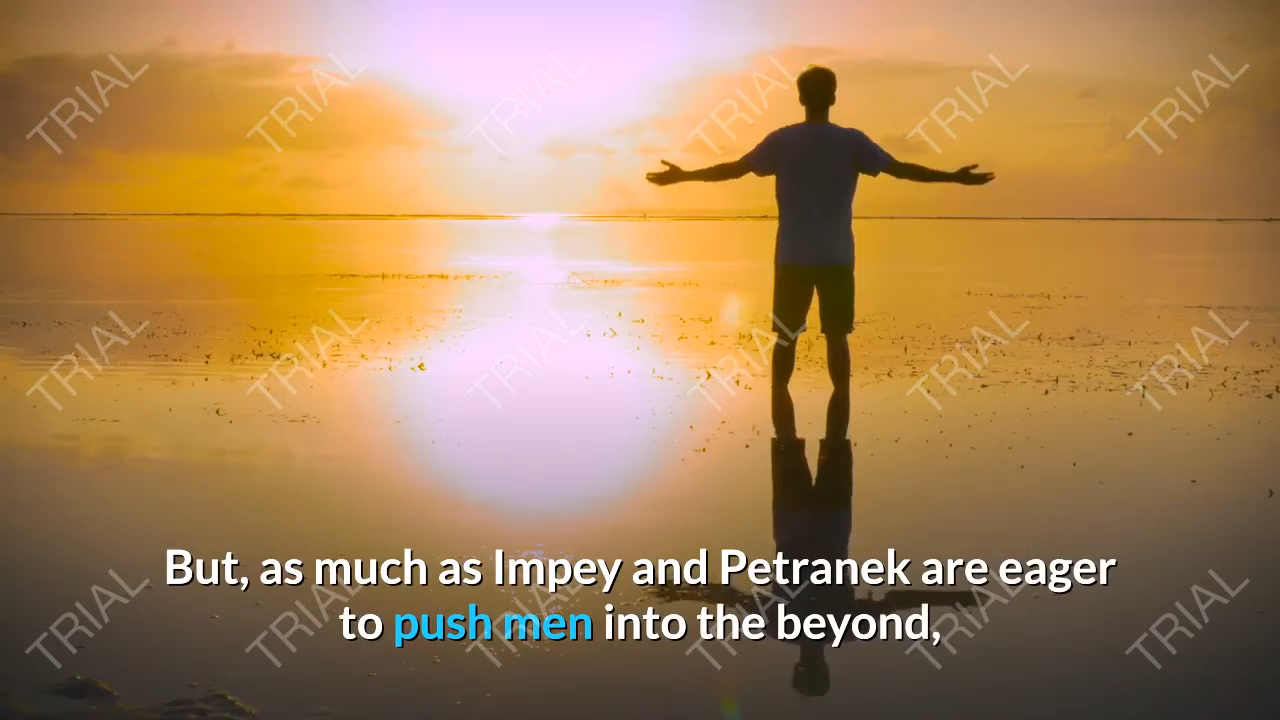 TRIAL TRIAL TRIAL TRIAL TRIAL TRIAL
TRIAL TRIAL TRIAL TRIAL TRIAL TRIAL
But, as much as Impey and Petranek are eager
to push men into the beyond,
TRIAL TRIAL TRIAL TRIAL TRIAL TRIAL